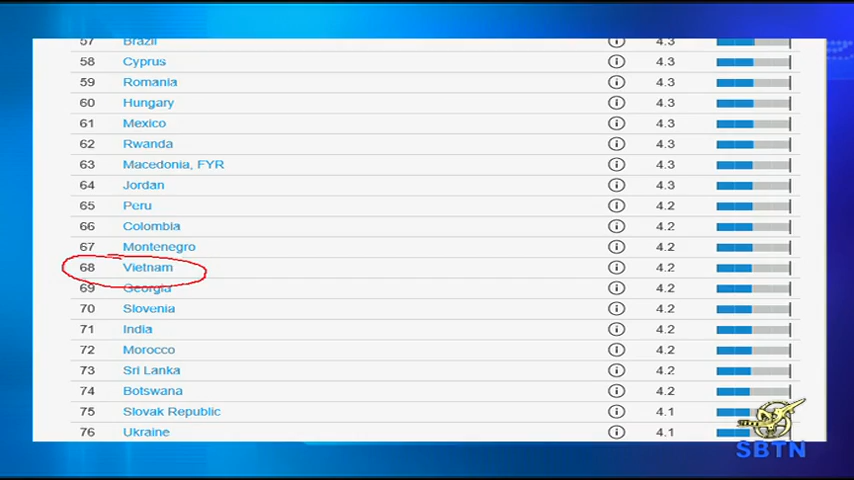 57 Brazil 4.3
58 Cyprus 4.3
59 Romania 4.3
60 Hungary 4.3
61 Mexico 4.3
62 Rwanda 4.3
63 Macedonia, FYR 4.3
64 Jordan 4.3
65 Peru 4.2
66 Colombia 4.2
67 Montenegro 4.2
68 Vietnam 4.2
69 Georgia 4.2
70 Slovenia 4.2
71 India 4.2
72 Morocco 4.2
73 Sri Lanka 4.2
74 Botswana 4.2
75 Slovak Republic 4.1
76 Ukraine 4.1
SBTN